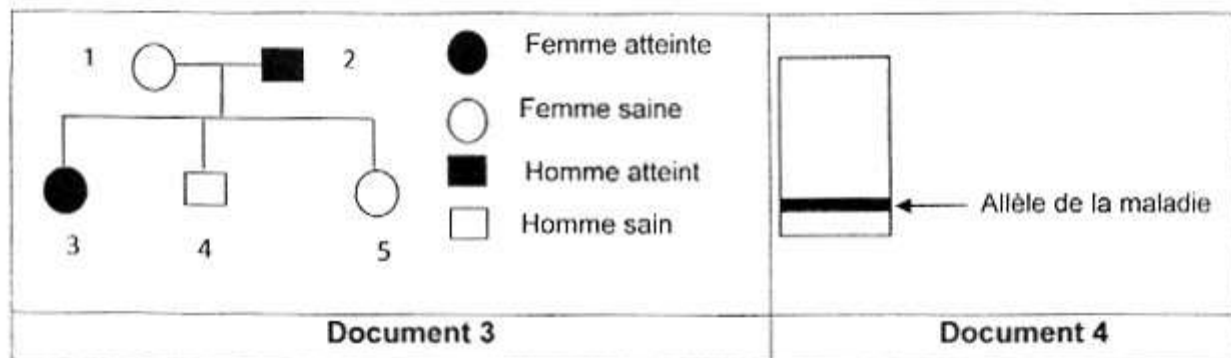 1
2
Femme atteinte
Femme saine
Homme atteint
Homme sain
3
4
5
Allèle de la maladie
Document 3
Document 4